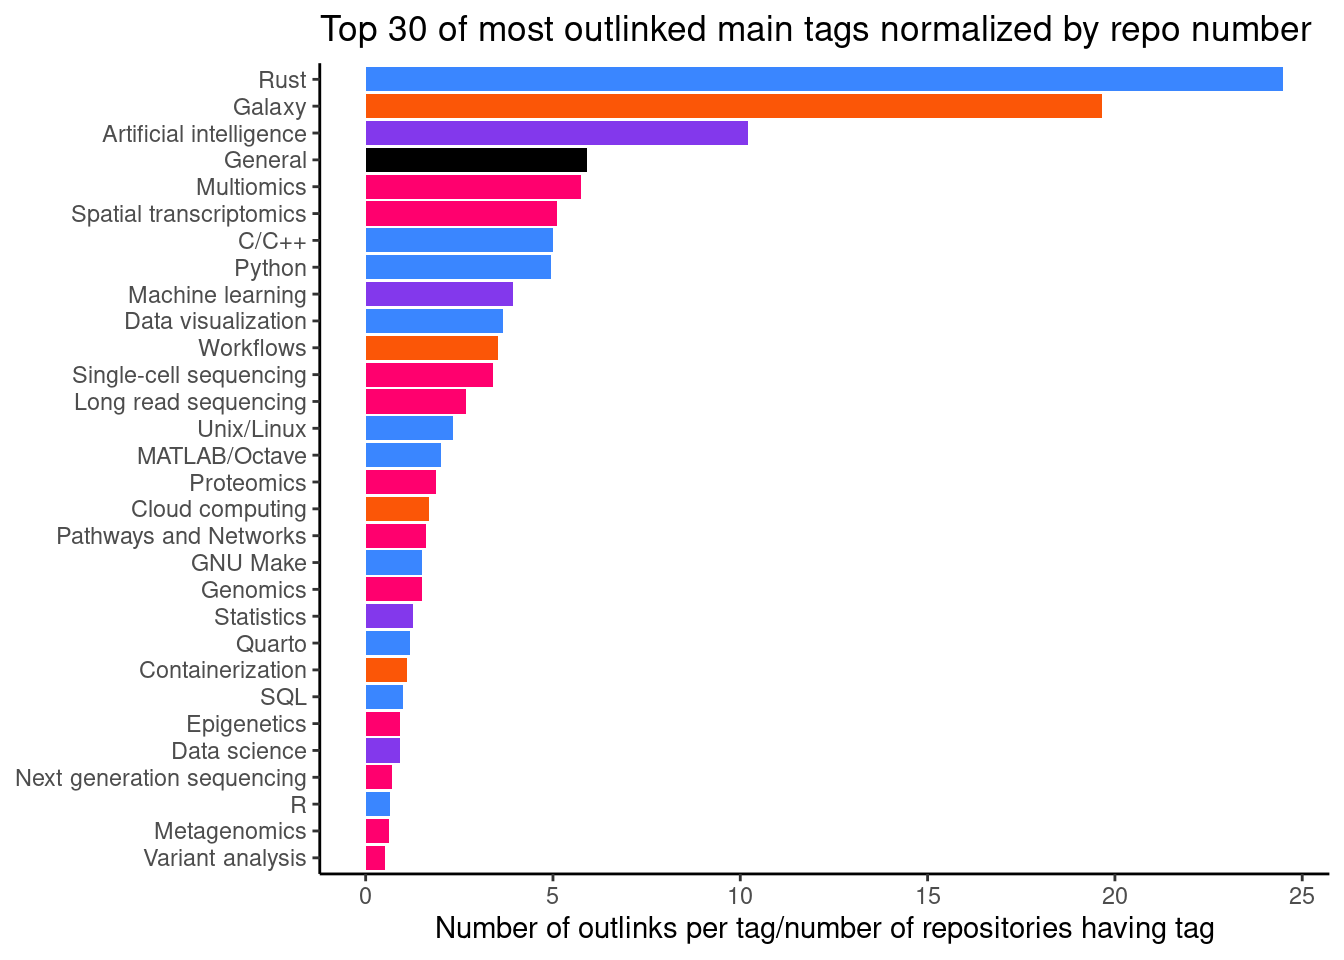 Top 30 of most outlinked main tags normalized by repo number
Rust
Galaxy
Artificial intelligence
General
Multiomics
Spatial transcriptomics
C/C++
Python
Machine learning
Data visualization
Workflows
Single-cell sequencing
Long read sequencing
Unix/Linux
MATLAB/Octave
Proteomics
Cloud computing
Pathways and Networks
GNU Make
Genomics
Statistics
Quarto
Containerization
SQL
Epigenetics
Data science
Next generation sequencing
R
Metagenomics
Variant analysis
0 5 10 15 20 25
Number of outlinks per tag/number of repositories having tag